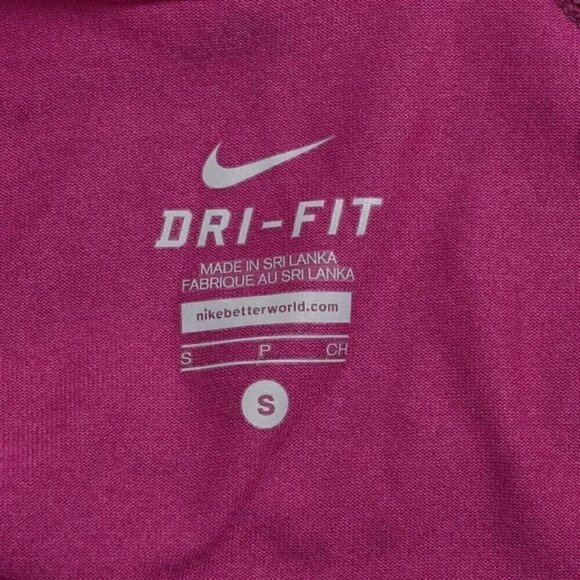 DRI-FIT
MADE IN SRI LANKA
FABRIQUE AU SRI LANKA
nikebetterworld.com
S P CH
S